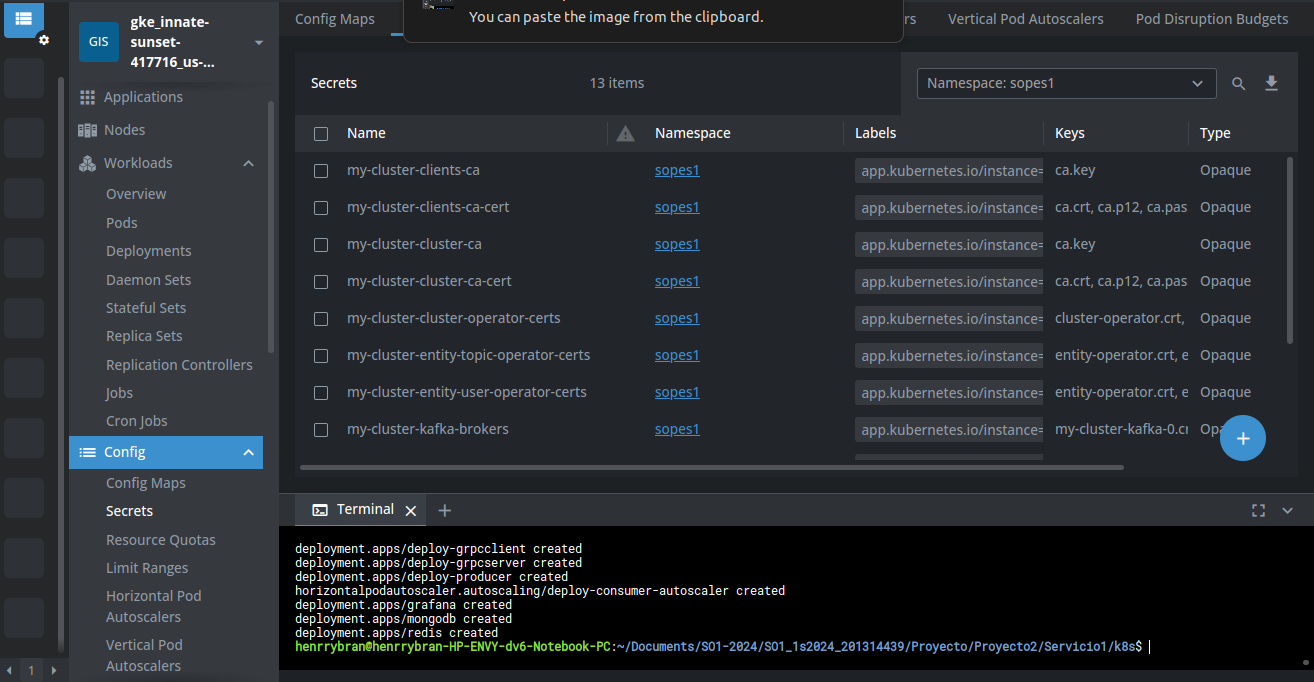 GIS
gke_innate-
sunset-
417716_us-...
Applications
Nodes
Workloads
Overview
Pods
Deployments
Daemon Sets
Stateful Sets
Replica Sets
Replication Controllers
Jobs
Cron Jobs
Config
Config Maps
Secrets
Resource Quotas
Limit Ranges
Horizontal Pod
Autoscalers
Vertical Pod
Autoscalers
1
Config Maps
You can paste the image from the clipboard.
Vertical Pod Autoscalers
Pod Disruption Budgets
Secrets 13 items Namespace: sopes1
Name Namespace Labels Keys Type
my-cluster-clients-ca sopes1 app.kubernetes.io/instance= ca.key Opaque
my-cluster-clients-ca-cert sopes1 app.kubernetes.io/instance= ca.crt, ca.p12, ca.pas Opaque
my-cluster-cluster-ca sopes1 app.kubernetes.io/instance= ca.key Opaque
my-cluster-cluster-ca-cert sopes1 app.kubernetes.io/instance= ca.crt, ca.p12, ca.pas Opaque
my-cluster-cluster-operator-certs sopes1 app.kubernetes.io/instance= cluster-operator.crt, Opaque
my-cluster-entity-topic-operator-certs sopes1 app.kubernetes.io/instance= entity-operator.crt, e Opaque
my-cluster-entity-user-operator-certs sopes1 app.kubernetes.io/instance= entity-operator.crt, e Opaque
my-cluster-kafka-brokers sopes1 app.kubernetes.io/instance= my-cluster-kafka-0.cr
Terminal
deployment.apps/deploy-grpcclient created
deployment.apps/deploy-grpcserver created
deployment.apps/deploy-producer created
horizontalpodautoscaler.autoscaling/deploy-consumer-autoscaler created
deployment.apps/grafana created
deployment.apps/mongodb created
deployment.apps/redis created
henrrybran@henrrybran-HP-ENVY-dv6-Notebook-PC:~/Documents/SO1-2024/SO1_1s2024_201314439/Proyecto/Proyecto2/Servicio1/k8s$